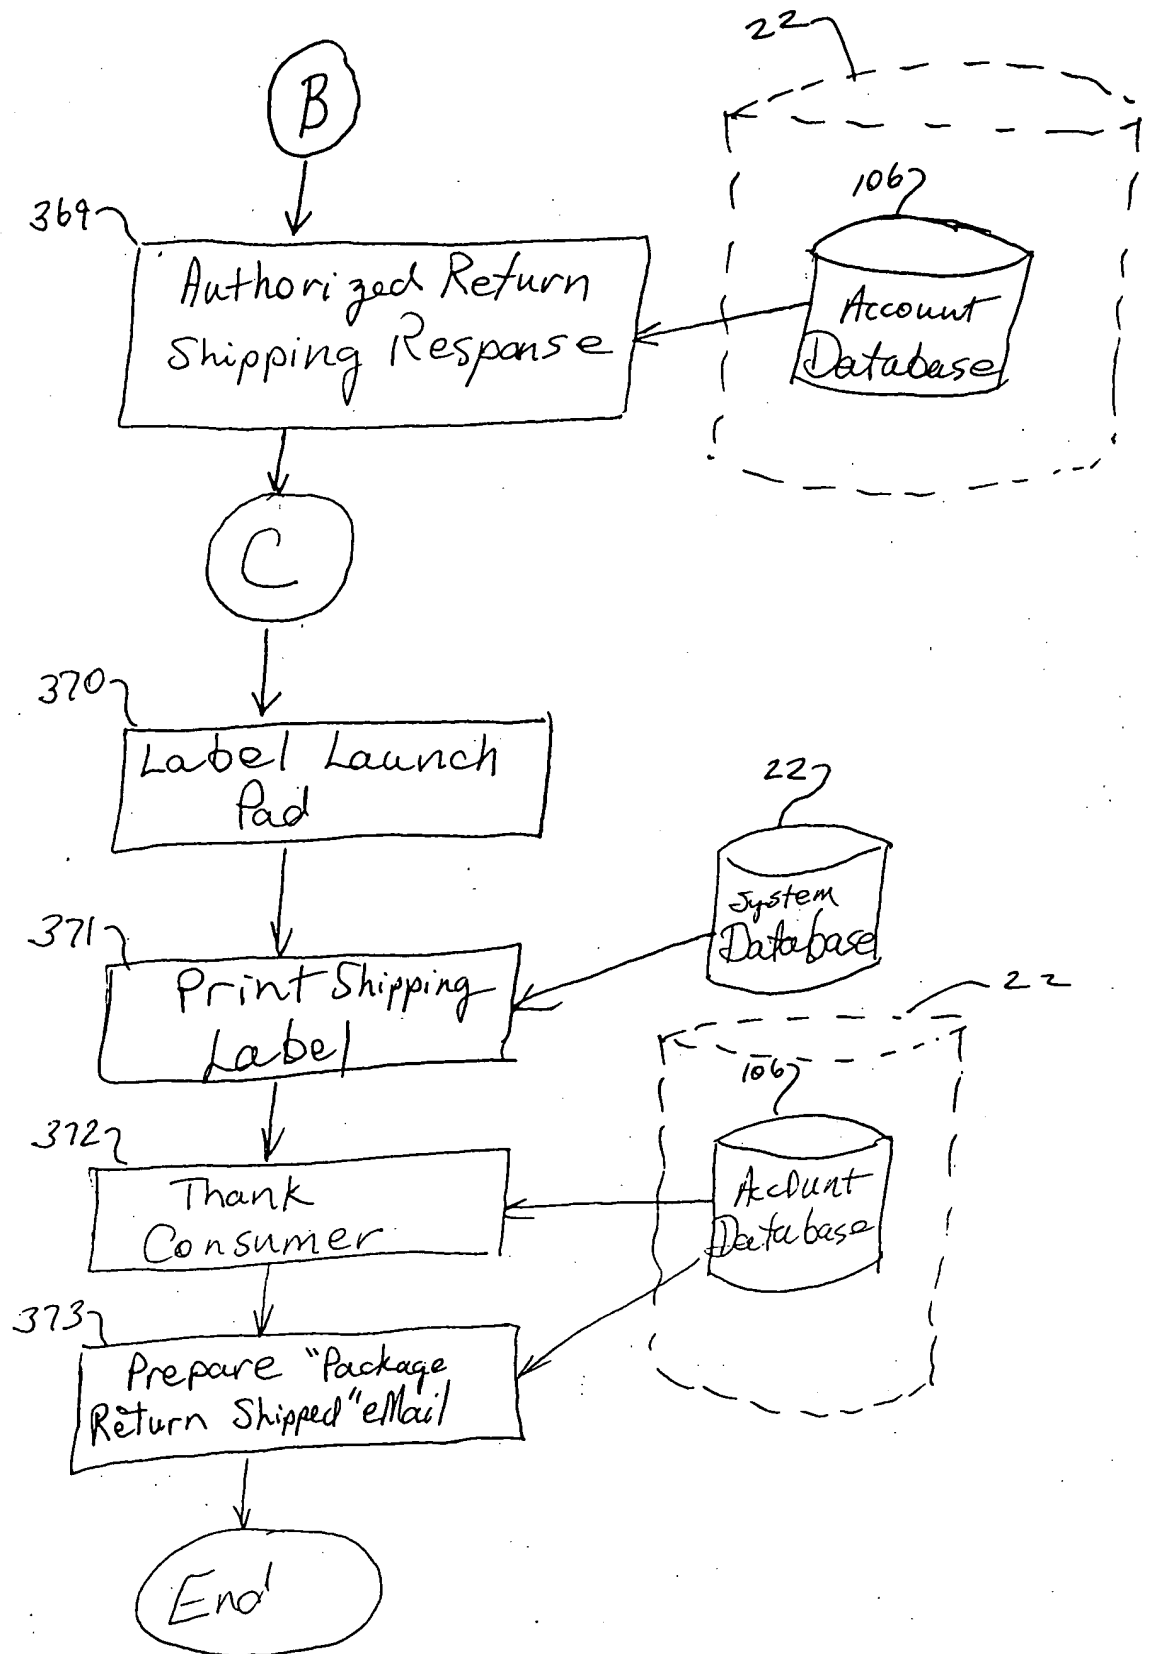 22
B
106
369
Authorized Return
Shipping Response
Account
Database
C
370
Label Launch
Pad
22
System
Database
371
Print Shipping
Label
22
106
372
Thank
Consumer
Account
Database
373
Prepare "Package
Return Shipped" eMail
End